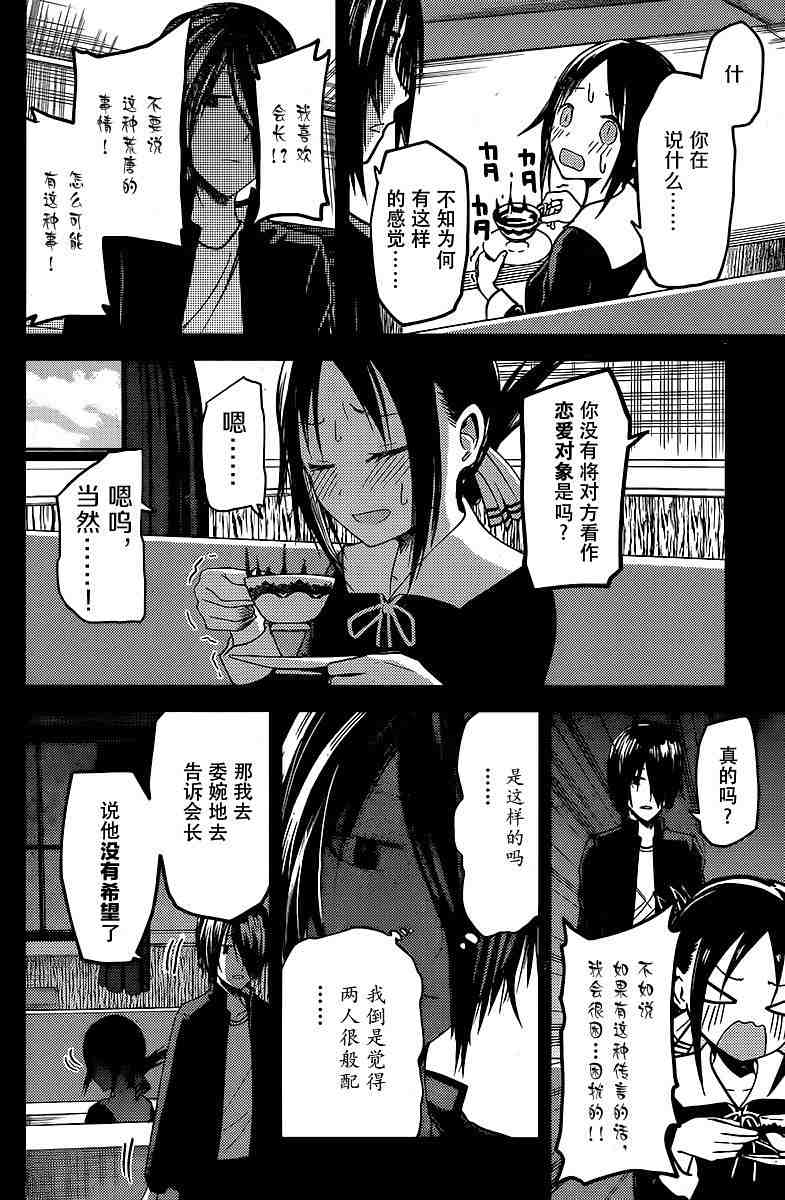 什
你在
说什么……
カタ
カタ
不知为何
有这样
的感觉
……
我喜欢
会长!?
不要说
这种荒唐的
事情！
怎么可能
有这种事！
你没有将对方看作
恋爱对象是吗？
嗯
……
嗯呜，
当然……！
真的吗？
不如说
如果有这种传言的话，
我会很困…困扰的!!
是这样的吗
我倒是觉得
两人很般配
……
那我去
委婉地去
告诉会长
说他没有希望了